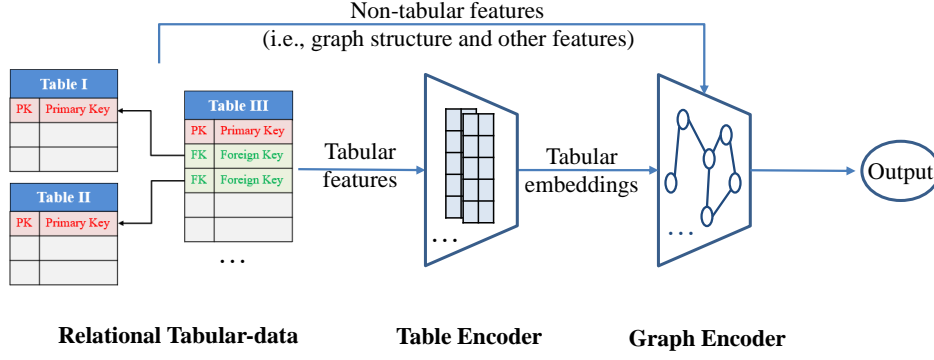 Non-tabular features
(i.e., graph structure and other features)
Table I
PK Primary Key
Table III
PK Primary Key
FK Foreign Key
FK Foreign Key
...
Table II
PK Primary Key
Tabular
features
...
Tabular
embeddings
...
Output
Relational Tabular-data
Table Encoder
Graph Encoder